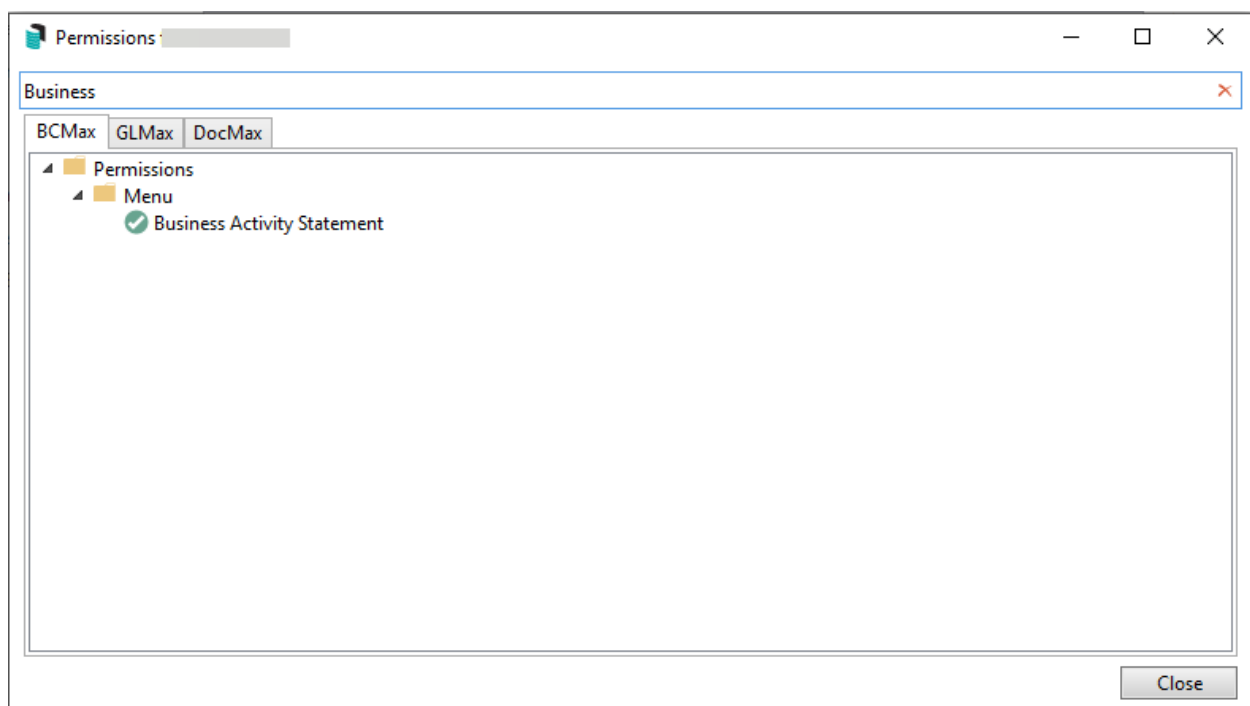 Permissions
Business
BCMax GLMax DocMax
Permissions
Menu
Business Activity Statement
Close